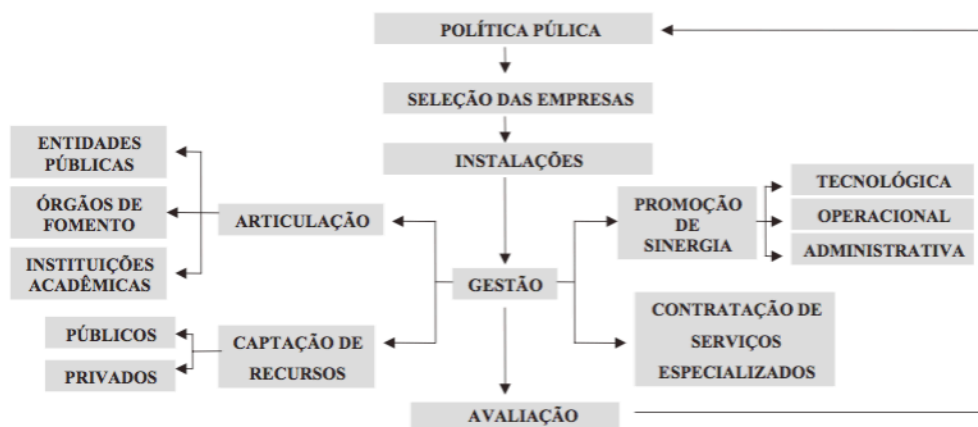 POLÍTICA PÚLICA
SELEÇÃO DAS EMPRESAS
INSTALAÇÕES
ENTIDADES
PÚBLICAS
ÓRGÃOS DE
FOMENTO
INSTITUIÇÕES
ACADÊMICAS
ARTICULAÇÃO
PROMOÇÃO
DE
SINERGIA
TECNOLÓGICA
OPERACIONAL
ADMINISTRATIVA
GESTÃO
PÚBLICOS
PRIVADOS
CAPTAÇÃO DE
RECURSOS
CONTRATAÇÃO DE
SERVIÇOS
ESPECIALIZADOS
AVALIAÇÃO